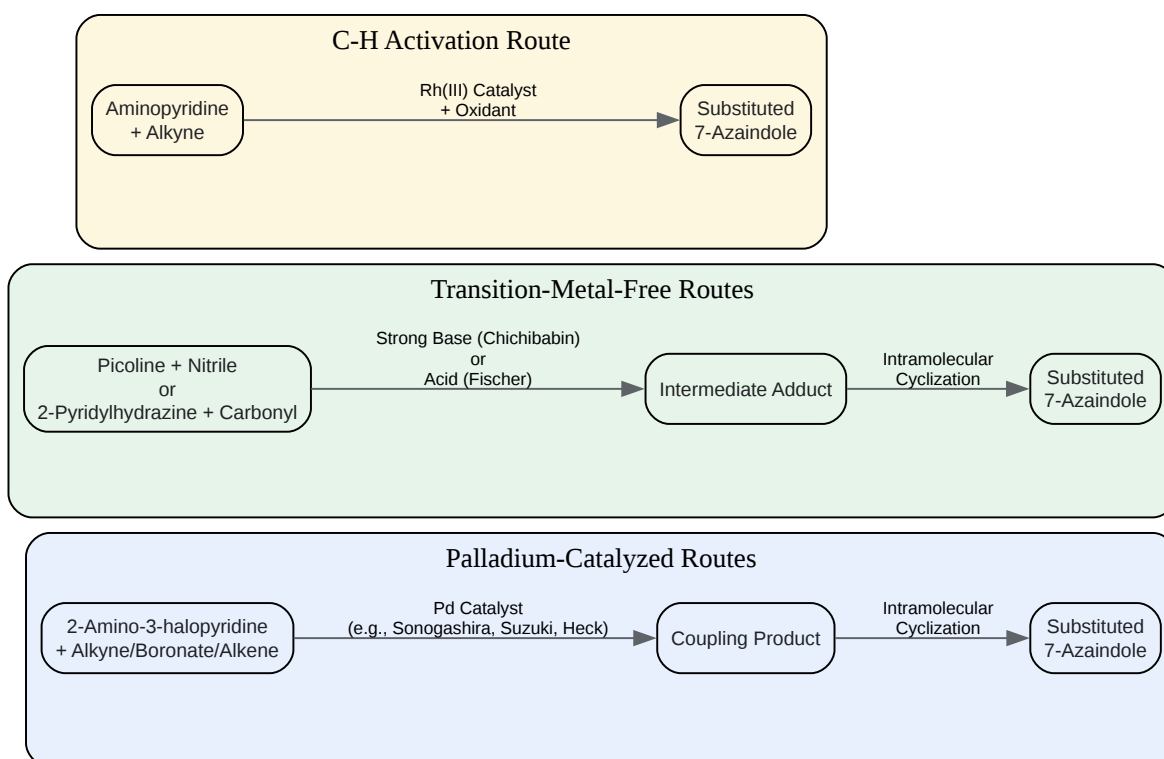 C-H Activation Route
Aminopyridine
+ Alkyne
Rh(III) Catalyst
+ Oxidant
Substituted
7-Azaindole
Transition-Metal-Free Routes
Picoline + Nitrile
or
2-Pyridylhydrazine + Carbonyl
Strong Base (Chichibabin)
or
Acid (Fischer)
Intermediate Adduct
Intramolecular
Cyclization
Substituted
7-Azaindole
Palladium-Catalyzed Routes
2-Amino-3-halopyridine
+ Alkyne/Boronate/Alkene
Pd Catalyst
(e.g., Sonogashira, Suzuki, Heck)
Coupling Product
Intramolecular
Cyclization
Substituted
7-Azaindole